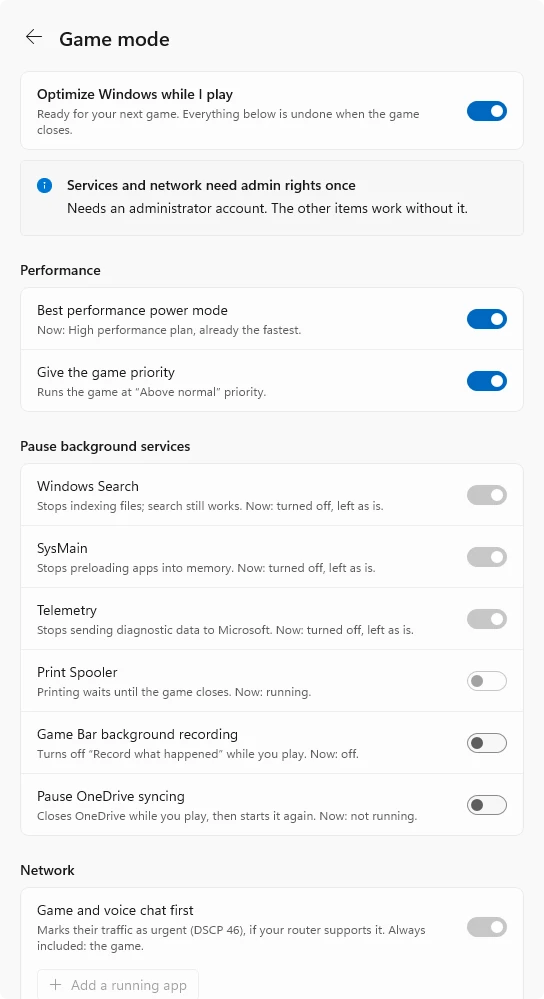 Game mode
Optimize Windows while I play
Ready for your next game. Everything below is undone when the game
closes.
Services and network need admin rights once
Needs an administrator account. The other items work without it.
Performance
Best performance power mode
Now: High performance plan, already the fastest.
Give the game priority
Runs the game at “Above normal” priority.
Pause background services
Windows Search
Stops indexing files; search still works. Now: turned off, left as is.
SysMain
Stops preloading apps into memory. Now: turned off, left as is.
Telemetry
Stops sending diagnostic data to Microsoft. Now: turned off, left as is.
Print Spooler
Printing waits until the game closes. Now: running.
Game Bar background recording
Turns off “Record what happened” while you play. Now: off.
Pause OneDrive syncing
Closes OneDrive while you play, then starts it again. Now: not running.
Network
Game and voice chat first
Marks their traffic as urgent (DSCP 46), if your router supports it. Always
included: the game.
+ Add a running app